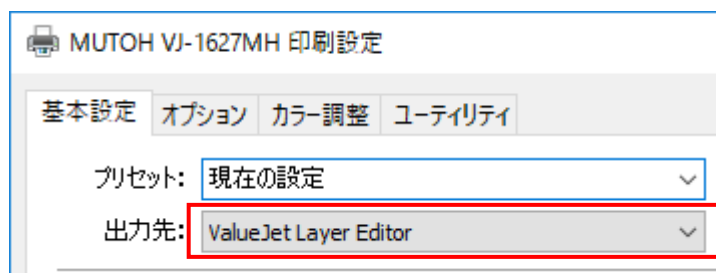 MUTOH VJ-1627MH 印刷設定
基本設定 オプション カラー調整 ユーティリティ
プリセット: 現在の設定
出力先: ValueJet Layer Editor